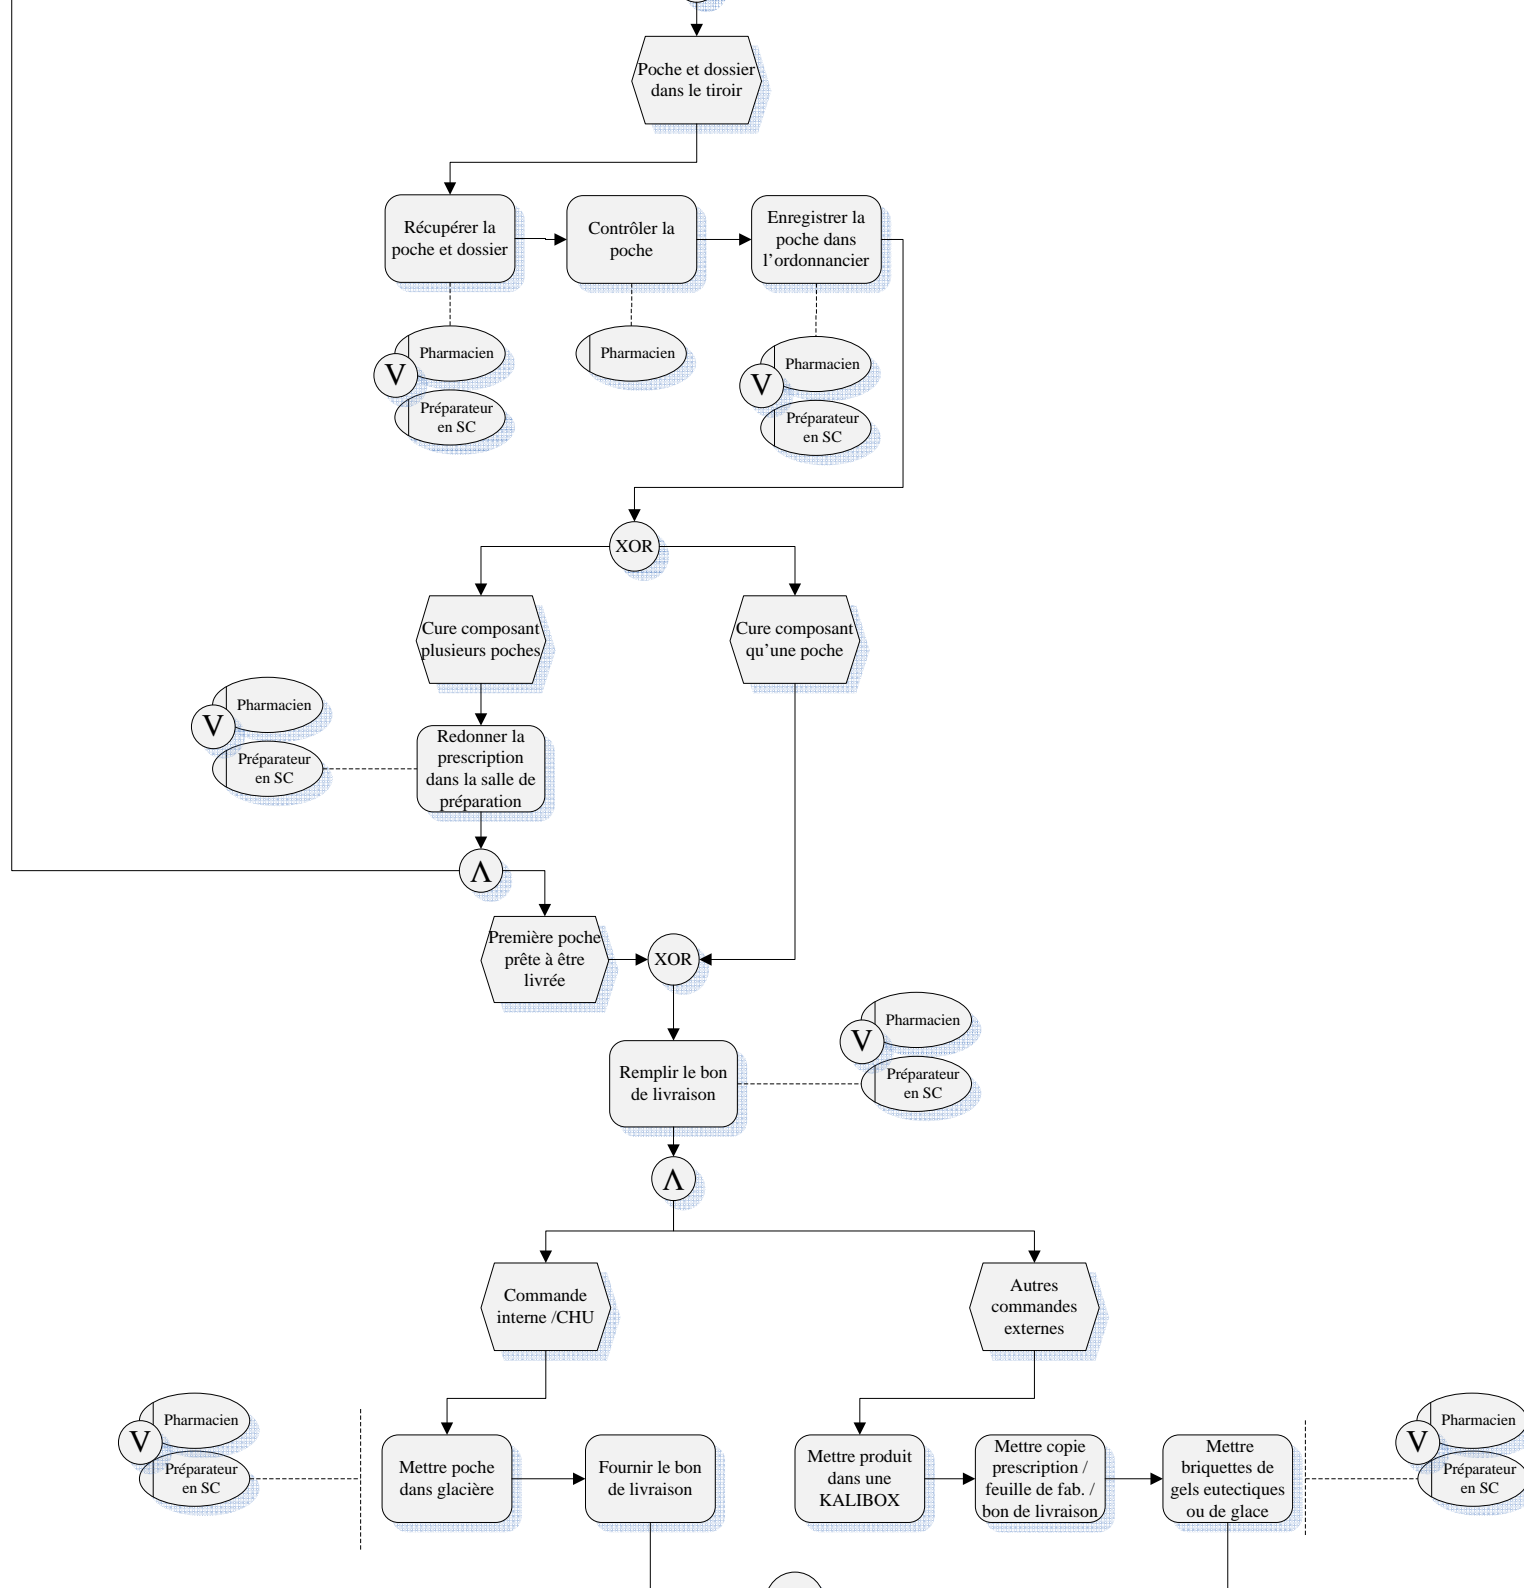 Poche et dossier
dans le tiroir
Récupérer la
poche et dossier
Contrôler la
poche
Enregistrer la
poche dans
l’ordonnancier
Pharmacien
V
Préparateur
en SC
Pharmacien
Pharmacien
V
Préparateur
en SC
XOR
Cure composant
plusieurs poches
Cure composant
qu’une poche
Pharmacien
V
Préparateur
en SC
Redonner la
prescription
dans la salle de
préparation
Λ
Première poche
prête à être
livrée
XOR
Pharmacien
V
Préparateur
en SC
Remplir le bon
de livraison
Λ
Commande
interne /CHU
Autres
commandes
externes
Pharmacien
V
Préparateur
en SC
Mettre poche
dans glacière
Fournir le bon
de livraison
Mettre produit
dans une
KALIBOX
Mettre copie
prescription /
feuille de fab. /
bon de livraison
Mettre
briquettes de
gels eutectiques
ou de glace
Pharmacien
V
Préparateur
en SC